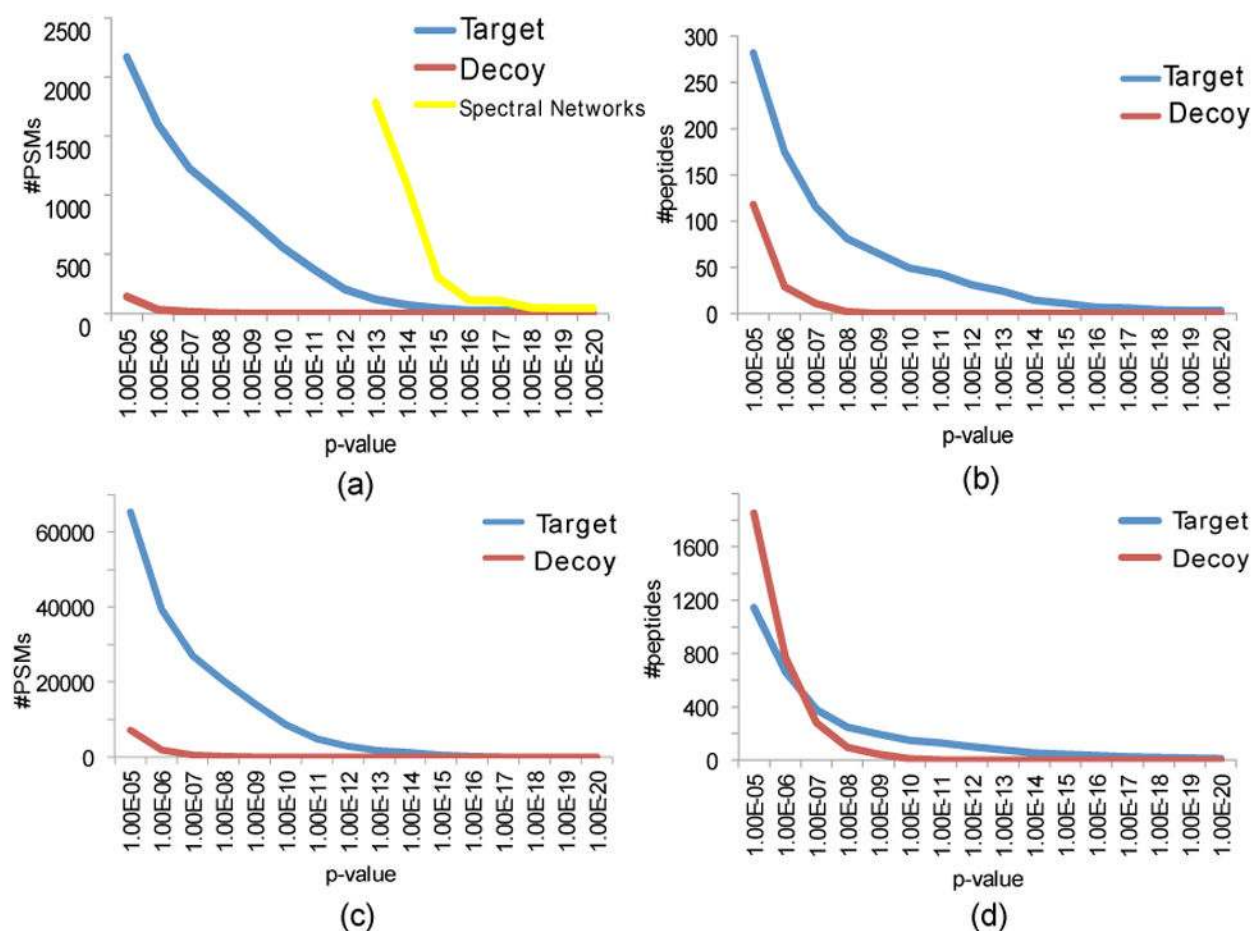 2500
2000
1500
1000
500
0
#PSMs
Target
Decoy
Spectral Networks
1.00E-05
1.00E-06
1.00E-07
1.00E-08
1.00E-09
1.00E-10
1.00E-11
1.00E-12
1.00E-13
1.00E-14
1.00E-15
1.00E-16
1.00E-17
1.00E-18
1.00E-19
1.00E-20
p-value
(a)
300
250
200
150
100
50
0
#peptides
Target
Decoy
1.00E-05
1.00E-06
1.00E-07
1.00E-08
1.00E-09
1.00E-10
1.00E-11
1.00E-12
1.00E-13
1.00E-14
1.00E-15
1.00E-16
1.00E-17
1.00E-18
1.00E-19
1.00E-20
p-value
(b)
60000
40000
20000
0
#PSMs
Target
Decoy
1.00E-05
1.00E-06
1.00E-07
1.00E-08
1.00E-09
1.00E-10
1.00E-11
1.00E-12
1.00E-13
1.00E-14
1.00E-15
1.00E-16
1.00E-17
1.00E-18
1.00E-19
1.00E-20
p-value
(c)
1600
1200
800
400
0
#peptides
Target
Decoy
1.00E-05
1.00E-06
1.00E-07
1.00E-08
1.00E-09
1.00E-10
1.00E-11
1.00E-12
1.00E-13
1.00E-14
1.00E-15
1.00E-16
1.00E-17
1.00E-18
1.00E-19
1.00E-20
p-value
(d)